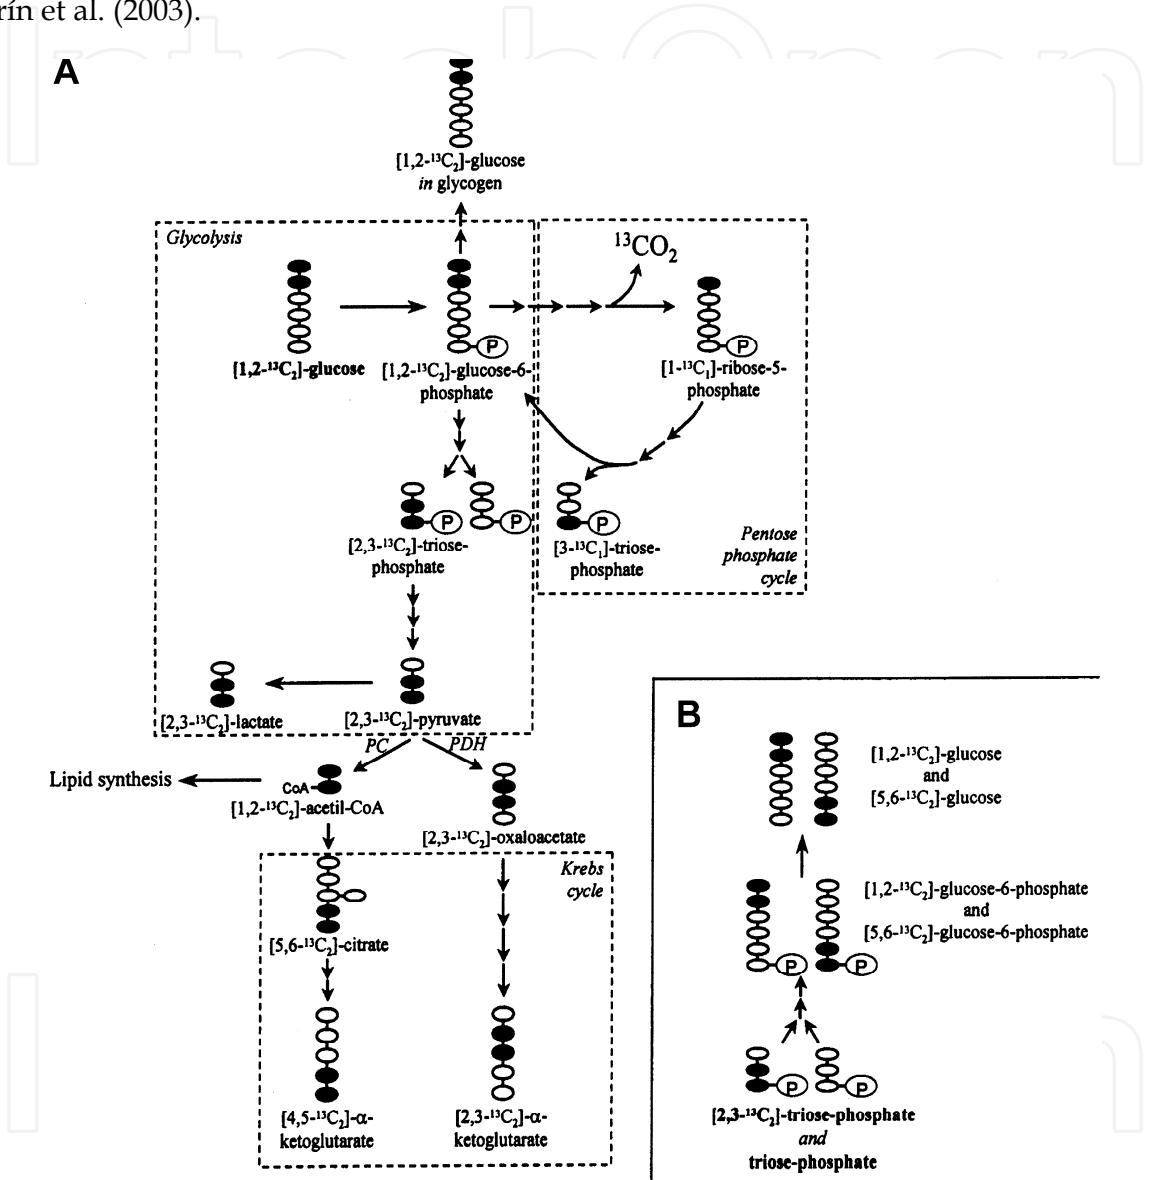 rín et al. (2003).
A
[1,2-¹³C₂]-glucose
in glycogen
Glycolysis
¹³CO₂
P
P
[1,2-¹³C₂]-glucose
[1,2-¹³C₂]-glucose-6-
phosphate
[1-¹³C₁]-ribose-5-
phosphate
P
P
P
[2,3-¹³C₂]-triose-
phosphate
[3-¹³C₁]-triose-
phosphate
Pentose
phosphate
cycle
[2,3-¹³C₂]-lactate
[2,3-¹³C₂]-pyruvate
PC
PDH
Lipid synthesis
CoA
[1,2-¹³C₂]-acetil-CoA
[2,3-¹³C₂]-oxaloacetate
Krebs
cycle
[5,6-¹³C₂]-citrate
[4,5-¹³C₂]-α-
ketoglutarate
[2,3-¹³C₂]-α-
ketoglutarate
B
[1,2-¹³C₂]-glucose
and
[5,6-¹³C₂]-glucose
[1,2-¹³C₂]-glucose-6-phosphate
and
[5,6-¹³C₂]-glucose-6-phosphate
P
P
P
P
[2,3-¹³C₂]-triose-phosphate
and
triose-phosphate